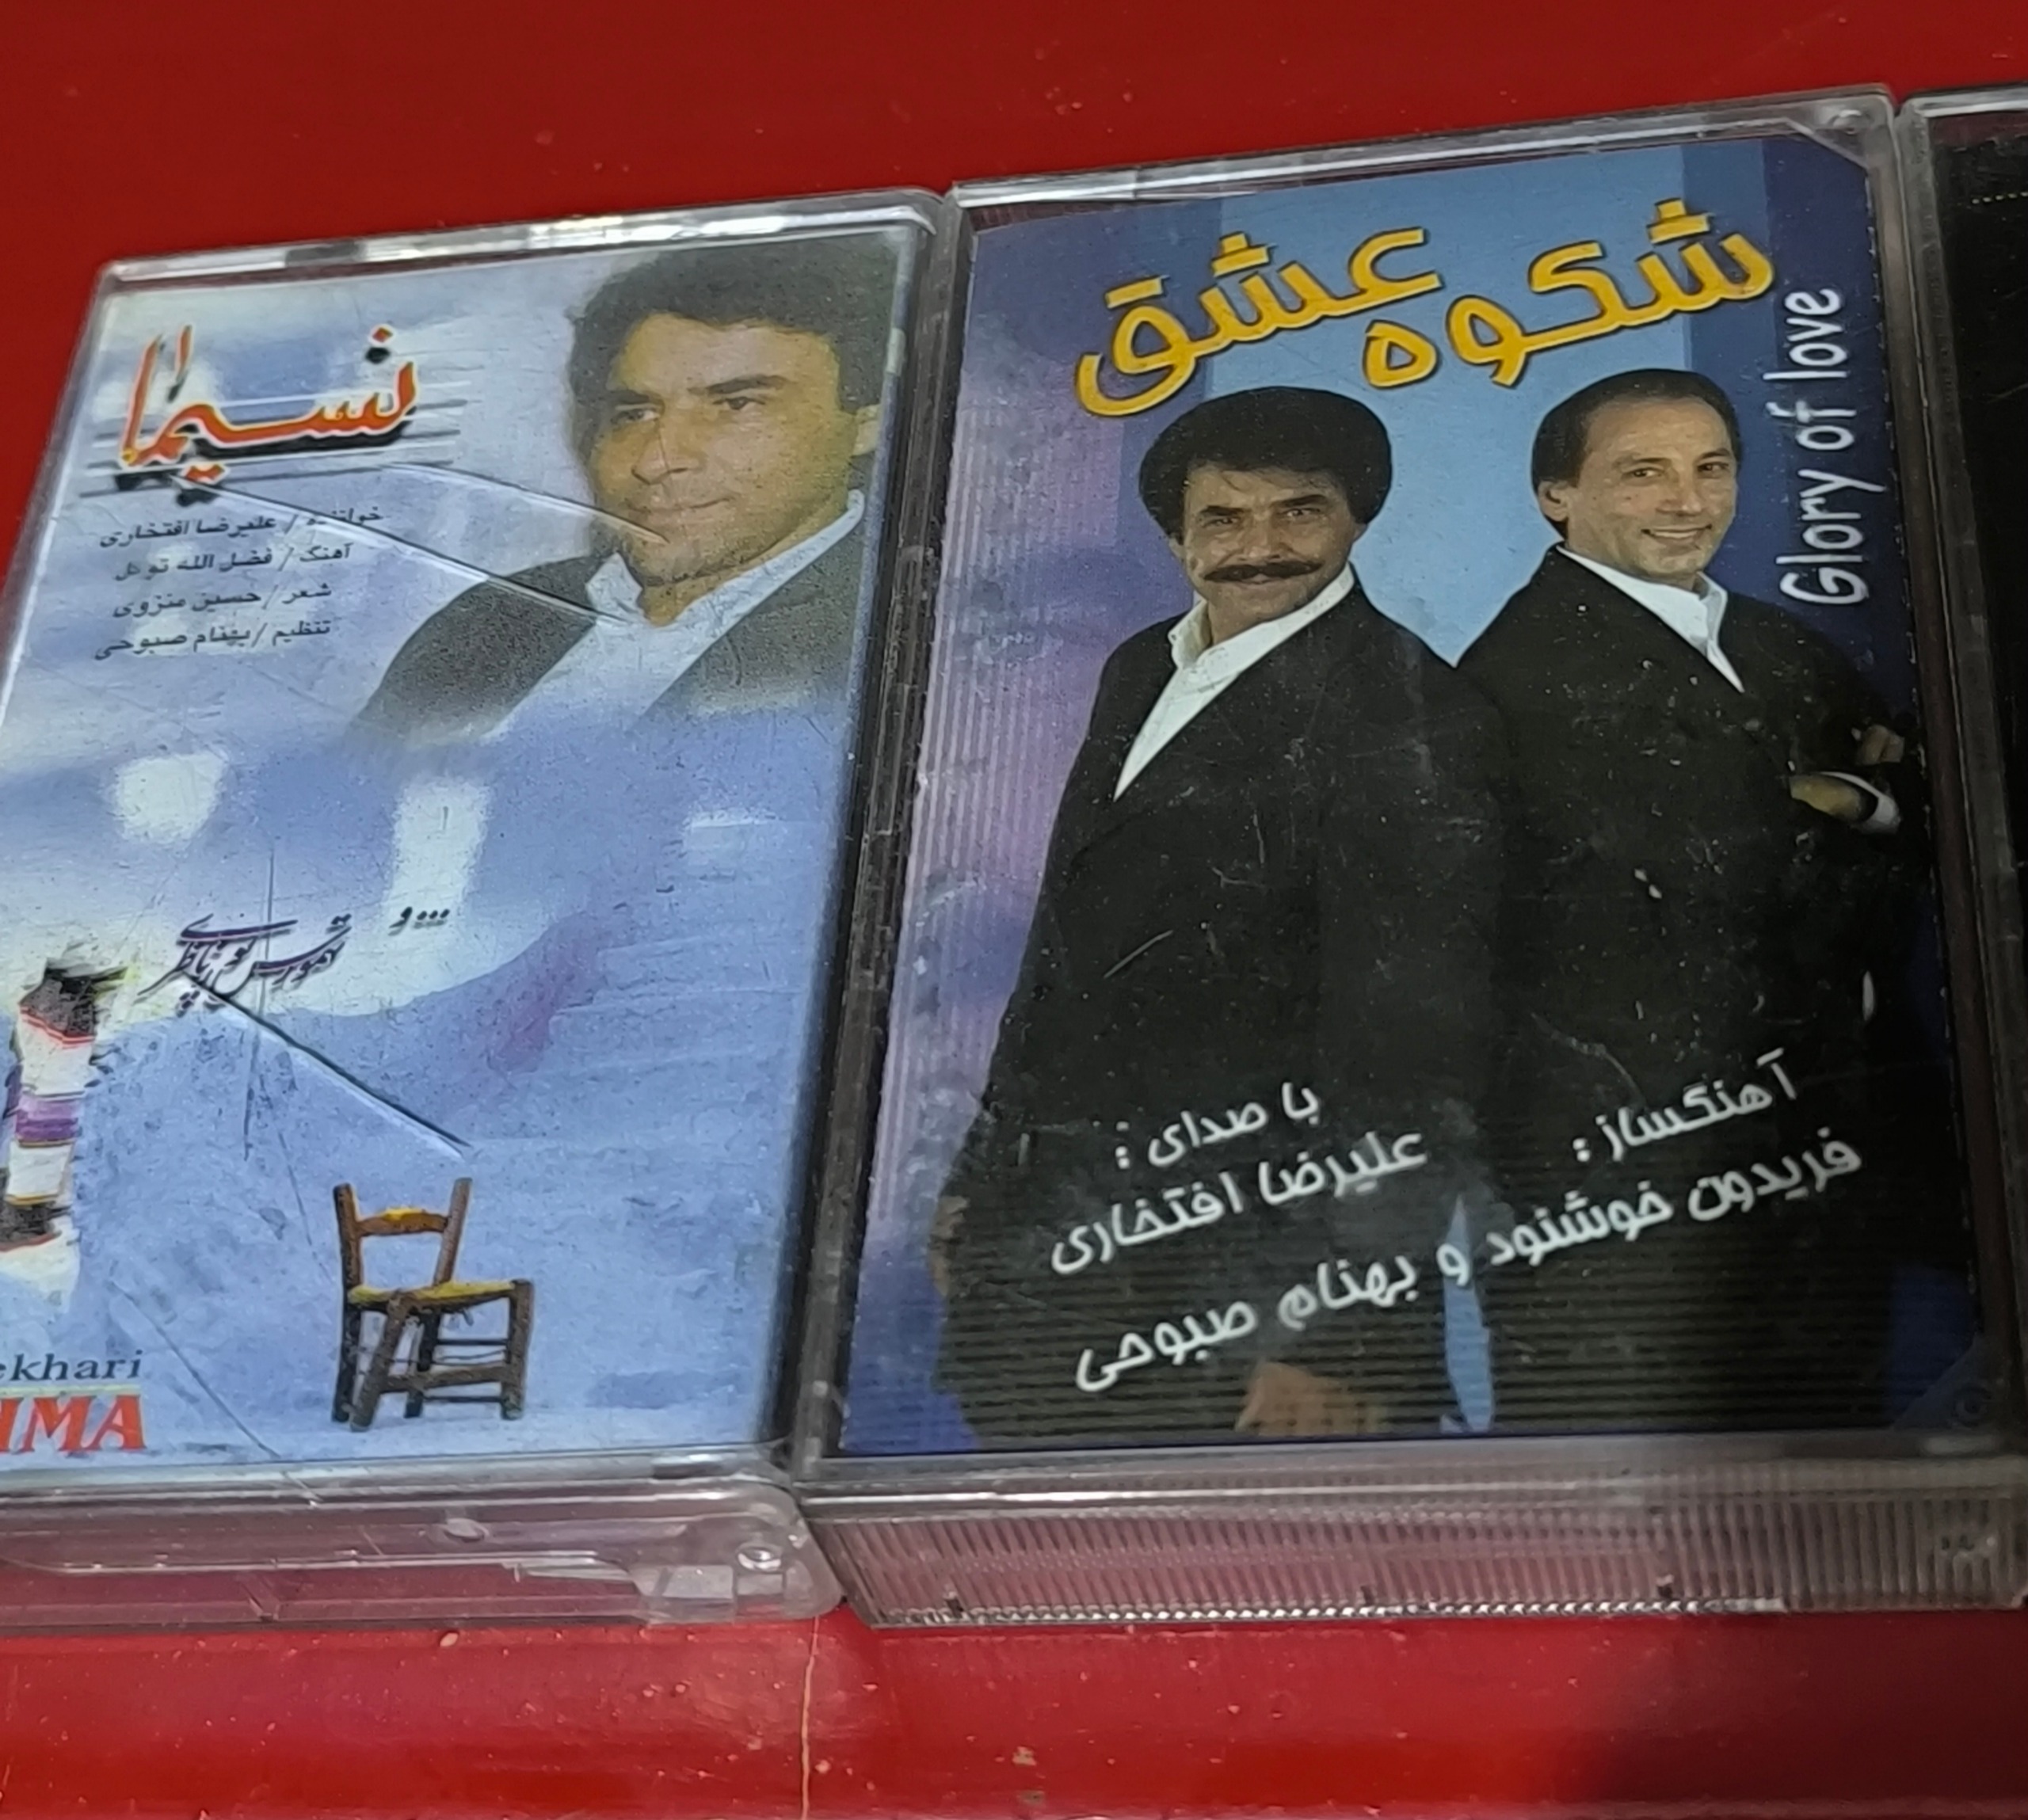 نسیما
خواننده / علیرضا افتخاری
آهنگ / فضل الله توکل
شعر / حسین منزوی
تنظیم / بهنام صبوحی
ekhari
IMA
شکوه عشق
Glory of love
با صدای :
علیرضا افتخاری
آهنگساز :
فریدون خوشنود و بهنام صبوحی